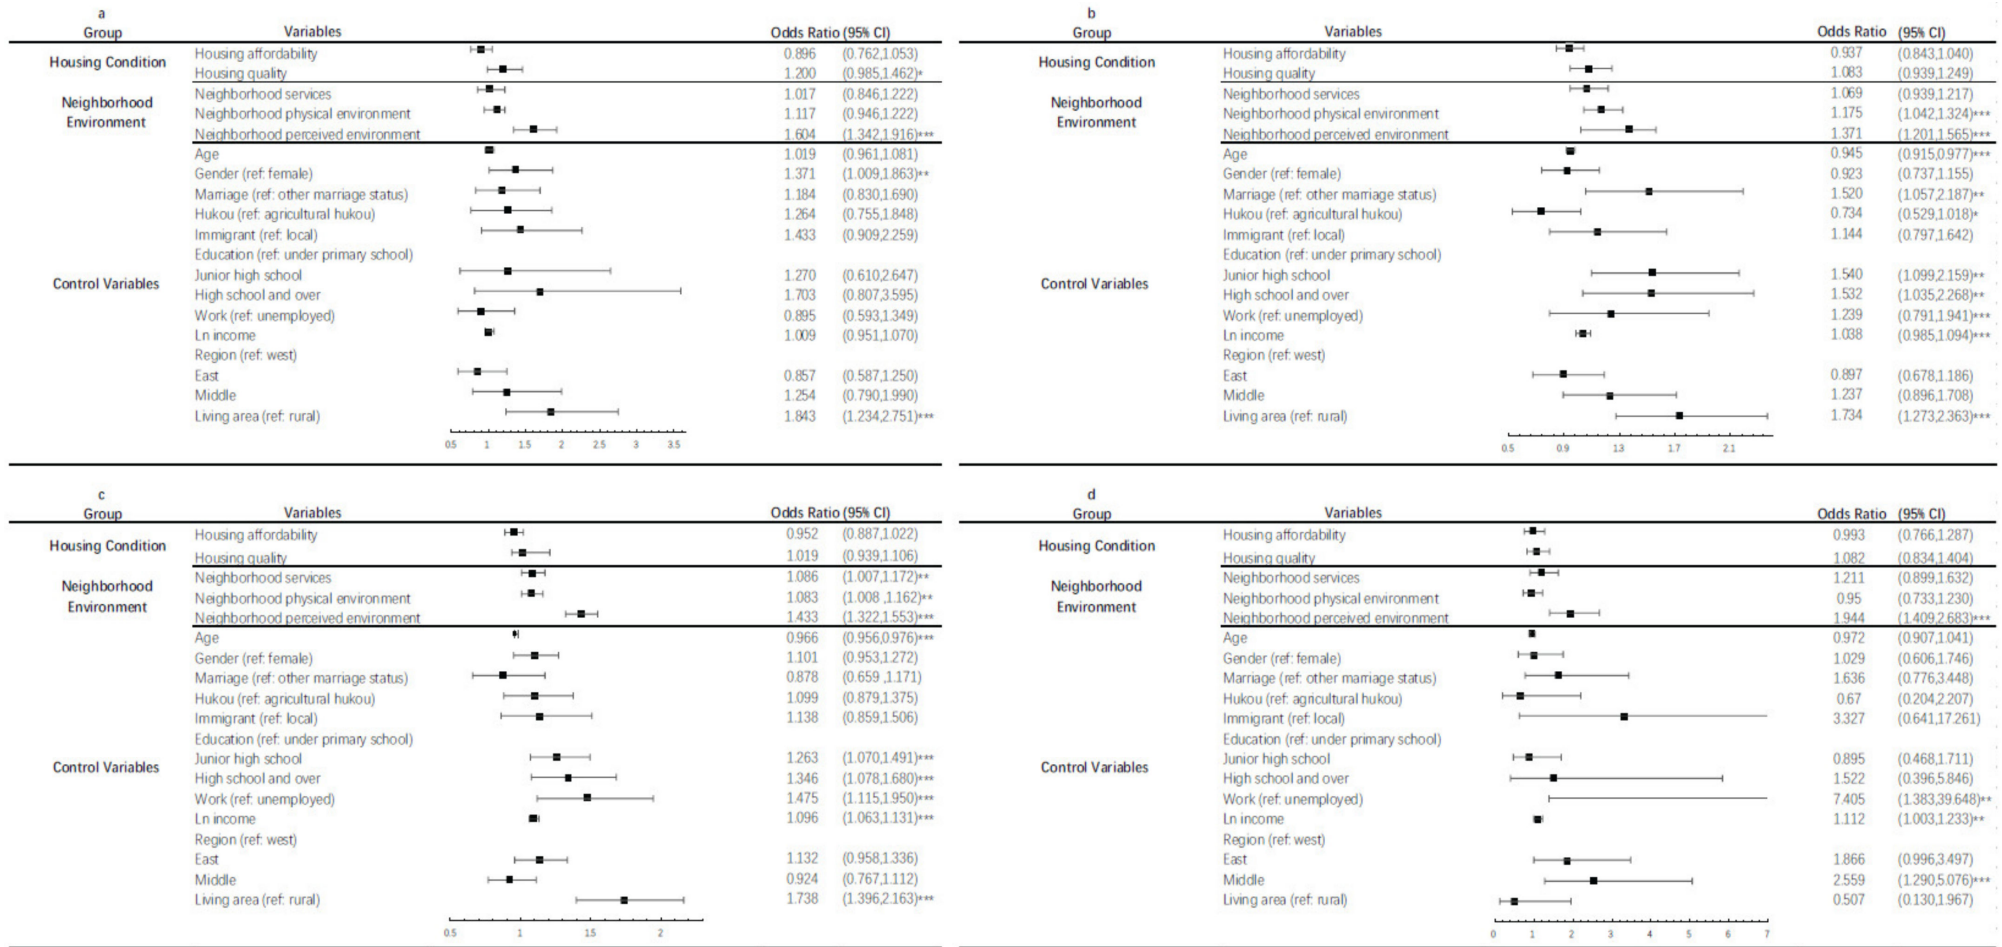 a
Group Variables Odds Ratio (95% CI)
Housing Condition
Housing affordability 0.896 (0.762,1.053)
Housing quality 1.200 (0.985,1.462)*
Neighborhood Environment
Neighborhood services 1.017 (0.846,1.222)
Neighborhood physical environment 1.117 (0.946,1.222)
Neighborhood perceived environment 1.604 (1.342,1.916)***
Control Variables
Age 1.019 (0.961,1.081)
Gender (ref: female) 1.371 (1.009,1.863)**
Marriage (ref: other marriage status) 1.184 (0.830,1.690)
Hukou (ref: agricultural hukou) 1.264 (0.755,1.848)
Immigrant (ref: local) 1.433 (0.909,2.259)
Education (ref: under primary school)
Junior high school 1.270 (0.610,2.647)
High school and over 1.703 (0.807,3.595)
Work (ref: unemployed) 0.895 (0.593,1.349)
Ln income 1.009 (0.951,1.070)
Region (ref: west)
East 0.857 (0.587,1.250)
Middle 1.254 (0.790,1.990)
Living area (ref: rural) 1.843 (1.234,2.751)***
0.5 1 1.5 2 2.5 3 3.5
b
Group Variables Odds Ratio (95% CI)
Housing Condition
Housing affordability 0.937 (0.843,1.040)
Housing quality 1.083 (0.939,1.249)
Neighborhood Environment
Neighborhood services 1.069 (0.939,1.217)
Neighborhood physical environment 1.175 (1.042,1.324)***
Neighborhood perceived environment 1.371 (1.201,1.565)***
Control Variables
Age 0.945 (0.915,0.977)***
Gender (ref: female) 0.923 (0.737,1.155)
Marriage (ref: other marriage status) 1.520 (1.057,2.187)**
Hukou (ref: agricultural hukou) 0.734 (0.529,1.018)*
Immigrant (ref: local) 1.144 (0.797,1.642)
Education (ref: under primary school)
Junior high school 1.540 (1.099,2.159)**
High school and over 1.532 (1.035,2.268)**
Work (ref: unemployed) 1.239 (0.791,1.941)***
Ln income 1.038 (0.985,1.094)***
Region (ref: west)
East 0.897 (0.678,1.186)
Middle 1.237 (0.896,1.708)
Living area (ref: rural) 1.734 (1.273,2.363)***
0.5 0.9 1.3 1.7 2.1
c
Group Variables Odds Ratio (95% CI)
Housing Condition
Housing affordability 0.952 (0.887,1.022)
Housing quality 1.019 (0.939,1.106)
Neighborhood Environment
Neighborhood services 1.086 (1.007,1.172)**
Neighborhood physical environment 1.083 (1.008 ,1.162)**
Neighborhood perceived environment 1.433 (1.322,1.553)***
Control Variables
Age 0.966 (0.956,0.976)***
Gender (ref: female) 1.101 (0.953,1.272)
Marriage (ref: other marriage status) 0.878 (0.659 ,1.171)
Hukou (ref: agricultural hukou) 1.099 (0.879,1.375)
Immigrant (ref: local) 1.138 (0.859,1.506)
Education (ref: under primary school)
Junior high school 1.263 (1.070,1.491)***
High school and over 1.346 (1.078,1.680)***
Work (ref: unemployed) 1.475 (1.115,1.950)***
Ln income 1.096 (1.063,1.131)***
Region (ref: west)
East 1.132 (0.958,1.336)
Middle 0.924 (0.767,1.112)
Living area (ref: rural) 1.738 (1.396,2.163)***
0.5 1 1.5 2
d
Group Variables Odds Ratio (95% CI)
Housing Condition
Housing affordability 0.993 (0.766,1.287)
Housing quality 1.082 (0.834,1.404)
Neighborhood Environment
Neighborhood services 1.211 (0.899,1.632)
Neighborhood physical environment 0.95 (0.733,1.230)
Neighborhood perceived environment 1.944 (1.409,2.683)***
Control Variables
Age 0.972 (0.907,1.041)
Gender (ref: female) 1.029 (0.606,1.746)
Marriage (ref: other marriage status) 1.636 (0.776,3.448)
Hukou (ref: agricultural hukou) 0.67 (0.204,2.207)
Immigrant (ref: local) 3.327 (0.641,17.261)
Education (ref: under primary school)
Junior high school 0.895 (0.468,1.711)
High school and over 1.522 (0.396,5.846)
Work (ref: unemployed) 7.405 (1.383,39.648)**
Ln income 1.112 (1.003,1.233)**
Region (ref: west)
East 1.866 (0.996,3.497)
Middle 2.559 (1.290,5.076)***
Living area (ref: rural) 0.507 (0.130,1.967)
0 1 2 3 4 5 6 7